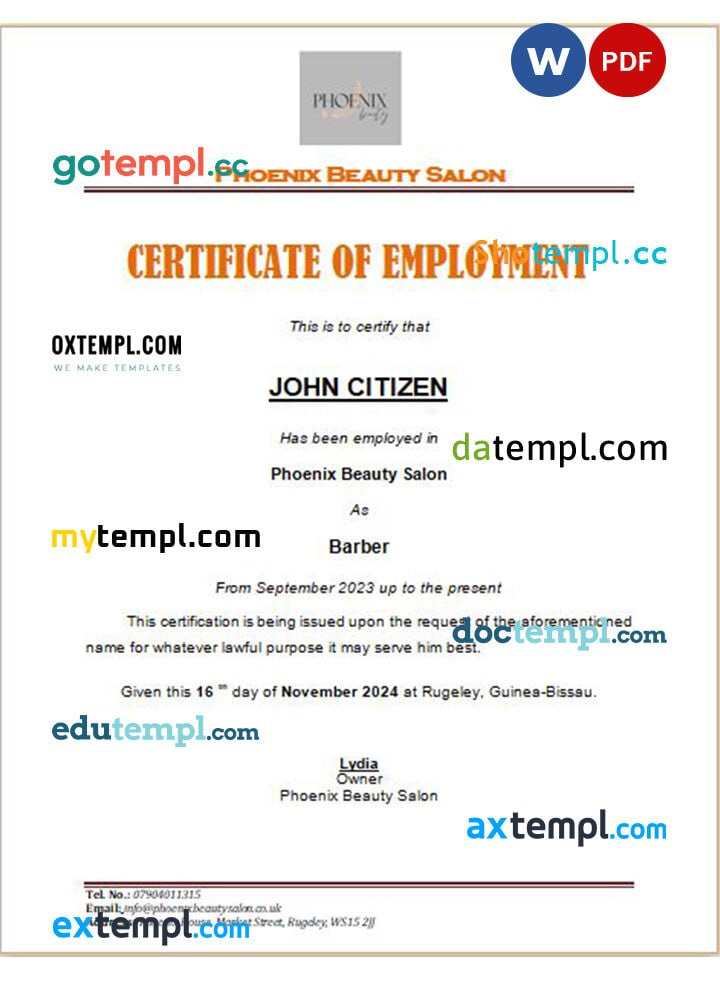 W
PDF
PHOENIX
body
gotempl.cc
PHOENIX BEAUTY SALON
CERTIFICATE OF EMPLOYMENT
Shotempl.cc
This is to certify that
OXTEMPL.COM
WE MAKE TEMPLATES
JOHN CITIZEN
Has been employed in
datempl.com
Phoenix Beauty Salon
As
mytempl.com
Barber
From September 2023 up to the present
This certification is being issued upon the request of the aforementioned
doctempl.com
name for whatever lawful purpose it may serve him best.
Given this 16 th day of November 2024 at Rugeley, Guinea-Bissau.
edutempl.com
Lydia
Owner
Phoenix Beauty Salon
axtempl.com
Tel. No.: 07904011315
Email: info@phoenixbeautysalon.co.uk
House, Market Street, Rugeley, WS15 2JJ
extempl.com